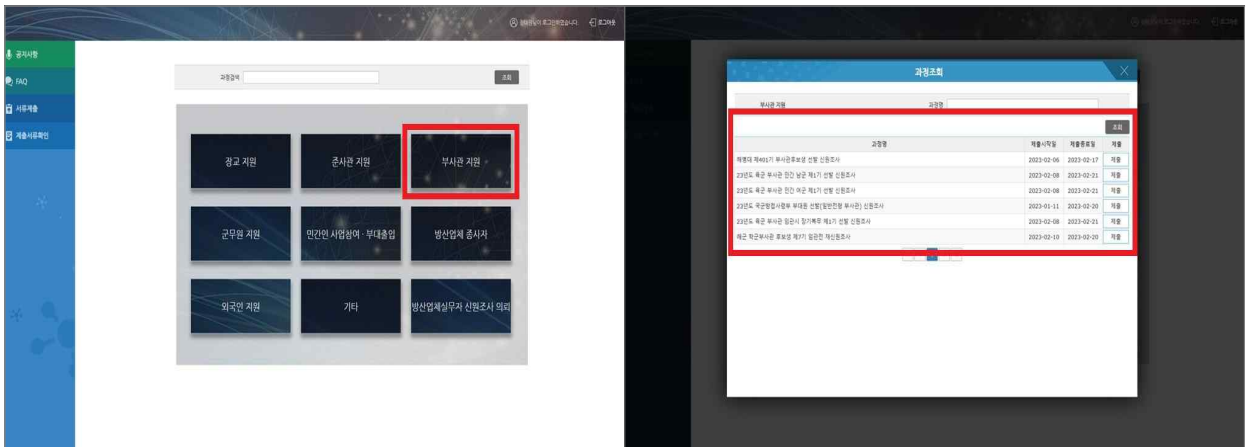 로그아웃
공지사항
FAQ
서류제출
제출서류확인
과정검색
조회
장교 지원
준사관 지원
부사관 지원
군무원 지원
민간인 사업참여 · 부대출입
방산업체 종사자
외국인 지원
기타
방산업체실무자 신원조사 의뢰
과정조회
부사관 지원 과정명
조회
과정명 제출시작일 제출종료일 제출
해병대 제401기 부사관후보생 선발 신원조사 2023-02-06 2023-02-17 제출
23년도 육군 부사관 민간 남군 제1기 선발 신원조사 2023-02-08 2023-02-21 제출
23년도 육군 부사관 민간 여군 제1기 선발 신원조사 2023-02-08 2023-02-21 제출
23년도 국군방첩사령부 부대원 선발(일반전형 부사관) 신원조사 2023-01-11 2023-02-20 제출
23년도 육군 부사관 임관시 장기복무 제1기 선발 신원조사 2023-02-08 2023-02-21 제출
해군 학군부사관 후보생 제7기 임관전 재신원조사 2023-02-10 2023-02-20 제출